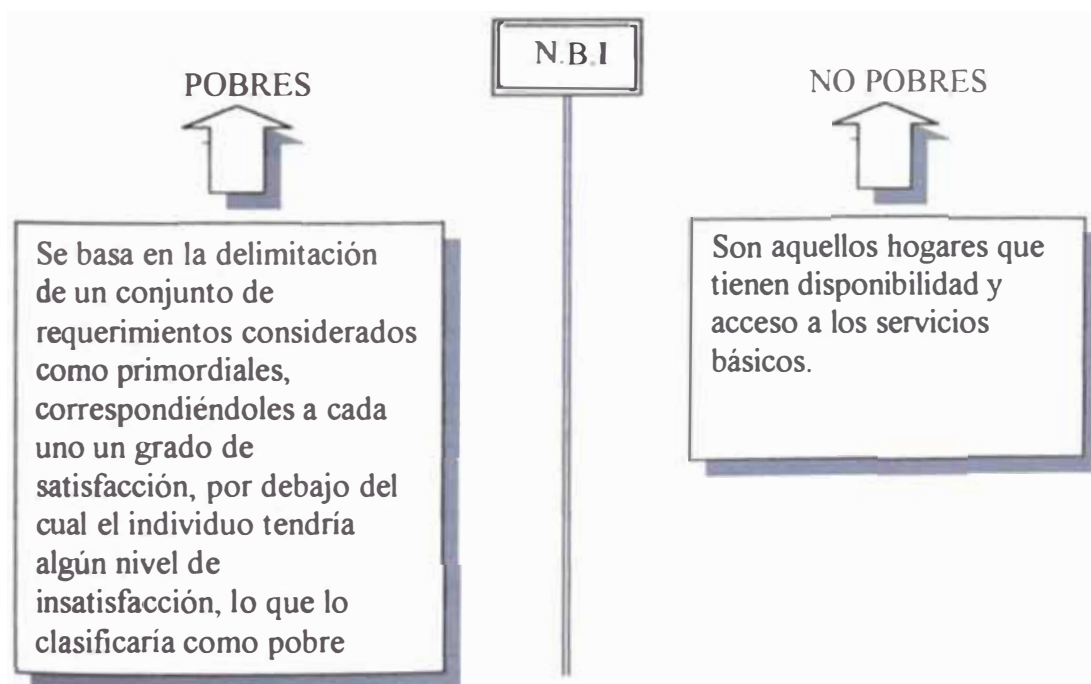 N.B.I
POBRES
NO POBRES
Se basa en la delimitación
de un conjunto de
requerimientos considerados
como primordiales,
correspondiéndoles a cada
uno un grado de
satisfacción, por debajo del
cual el individuo tendría
algún nivel de
insatisfacción, lo que lo
clasificaría como pobre
Son aquellos hogares que
tienen disponibilidad y
acceso a los servicios
básicos.